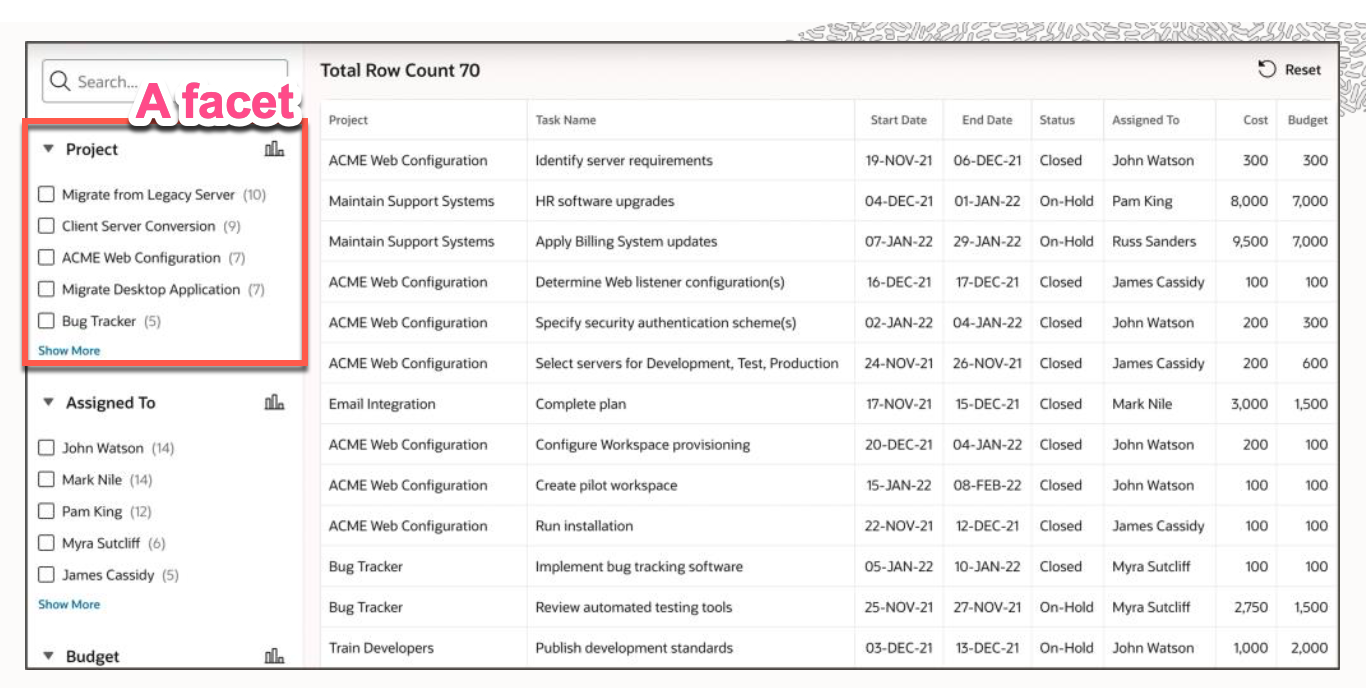 Search...
A facet
Project
Migrate from Legacy Server (10)
Client Server Conversion (9)
ACME Web Configuration (7)
Migrate Desktop Application (7)
Bug Tracker (5)
Show More
Assigned To
John Watson (14)
Mark Nile (14)
Pam King (12)
Myra Sutcliff (6)
James Cassidy (5)
Show More
Budget
Total Row Count 70
Reset
Project Task Name Start Date End Date Status Assigned To Cost Budget
ACME Web Configuration Identify server requirements 19-NOV-21 06-DEC-21 Closed John Watson 300 300
Maintain Support Systems HR software upgrades 04-DEC-21 01-JAN-22 On-Hold Pam King 8,000 7,000
Maintain Support Systems Apply Billing System updates 07-JAN-22 29-JAN-22 On-Hold Russ Sanders 9,500 7,000
ACME Web Configuration Determine Web listener configuration(s) 16-DEC-21 17-DEC-21 Closed James Cassidy 100 100
ACME Web Configuration Specify security authentication scheme(s) 02-JAN-22 04-JAN-22 Closed John Watson 200 300
ACME Web Configuration Select servers for Development, Test, Production 24-NOV-21 26-NOV-21 Closed James Cassidy 200 600
Email Integration Complete plan 17-NOV-21 15-DEC-21 Closed Mark Nile 3,000 1,500
ACME Web Configuration Configure Workspace provisioning 20-DEC-21 04-JAN-22 Closed John Watson 200 100
ACME Web Configuration Create pilot workspace 15-JAN-22 08-FEB-22 Closed John Watson 100 100
ACME Web Configuration Run installation 22-NOV-21 12-DEC-21 Closed James Cassidy 100 100
Bug Tracker Implement bug tracking software 05-JAN-22 10-JAN-22 Closed Myra Sutcliff 100 100
Bug Tracker Review automated testing tools 25-NOV-21 27-NOV-21 On-Hold Myra Sutcliff 2,750 1,500
Train Developers Publish development standards 03-DEC-21 13-DEC-21 On-Hold John Watson 1,000 2,000